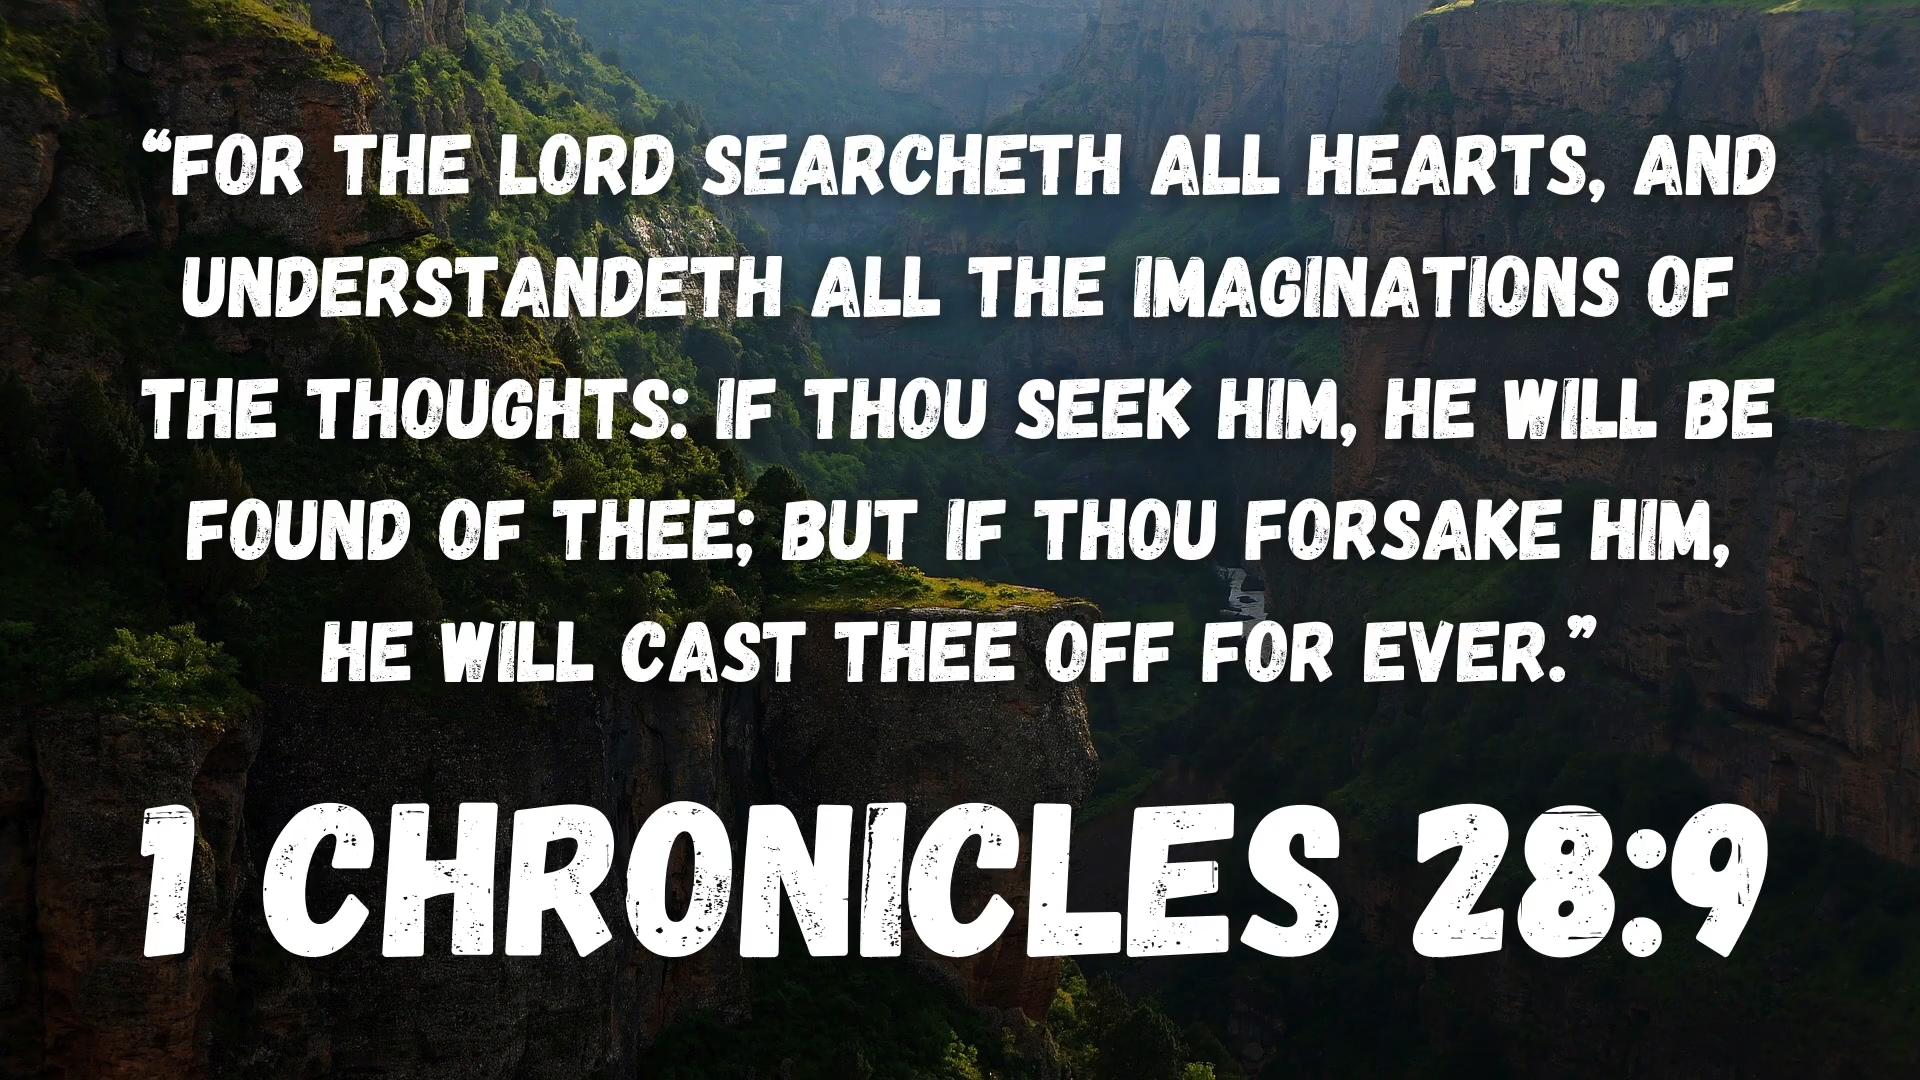 “FOR THE LORD SEARCHETH ALL HEARTS, AND
UNDERSTANDETH ALL THE IMAGINATIONS OF
THE THOUGHTS: IF THOU SEEK HIM, HE WILL BE
FOUND OF THEE; BUT IF THOU FORSAKE HIM,
HE WILL CAST THEE OFF FOR EVER.”
1 CHRONICLES 28:9